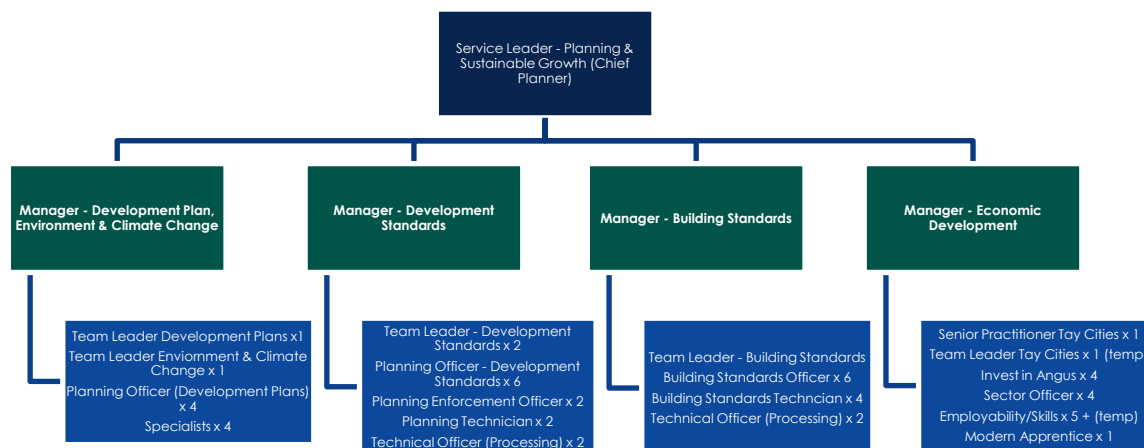 Service Leader - Planning &
Sustainable Growth (Chief
Planner)
Manager - Development Plan,
Environment & Climate Change
Manager - Development
Standards
Manager - Building Standards
Manager - Economic
Development
Team Leader Development Plans x1
Team Leader Enviornment & Climate
Change x 1
Planning Officer (Development Plans)
x 4
Specialists x 4
Team Leader - Development
Standards x 2
Planning Officer - Development
Standards x 6
Planning Enforcement Officer x 2
Planning Technician x 2
Technical Officer (Processing) x 2
Team Leader - Building Standards
Building Standards Officer x 6
Building Standards Techncian x 4
Technical Officer (Processing) x 2
Senior Practitioner Tay Cities x 1
Team Leader Tay Cities x 1 (temp
Invest in Angus x 4
Sector Officer x 4
Employability/Skills x 5 + (temp)
Modern Apprentice x 1